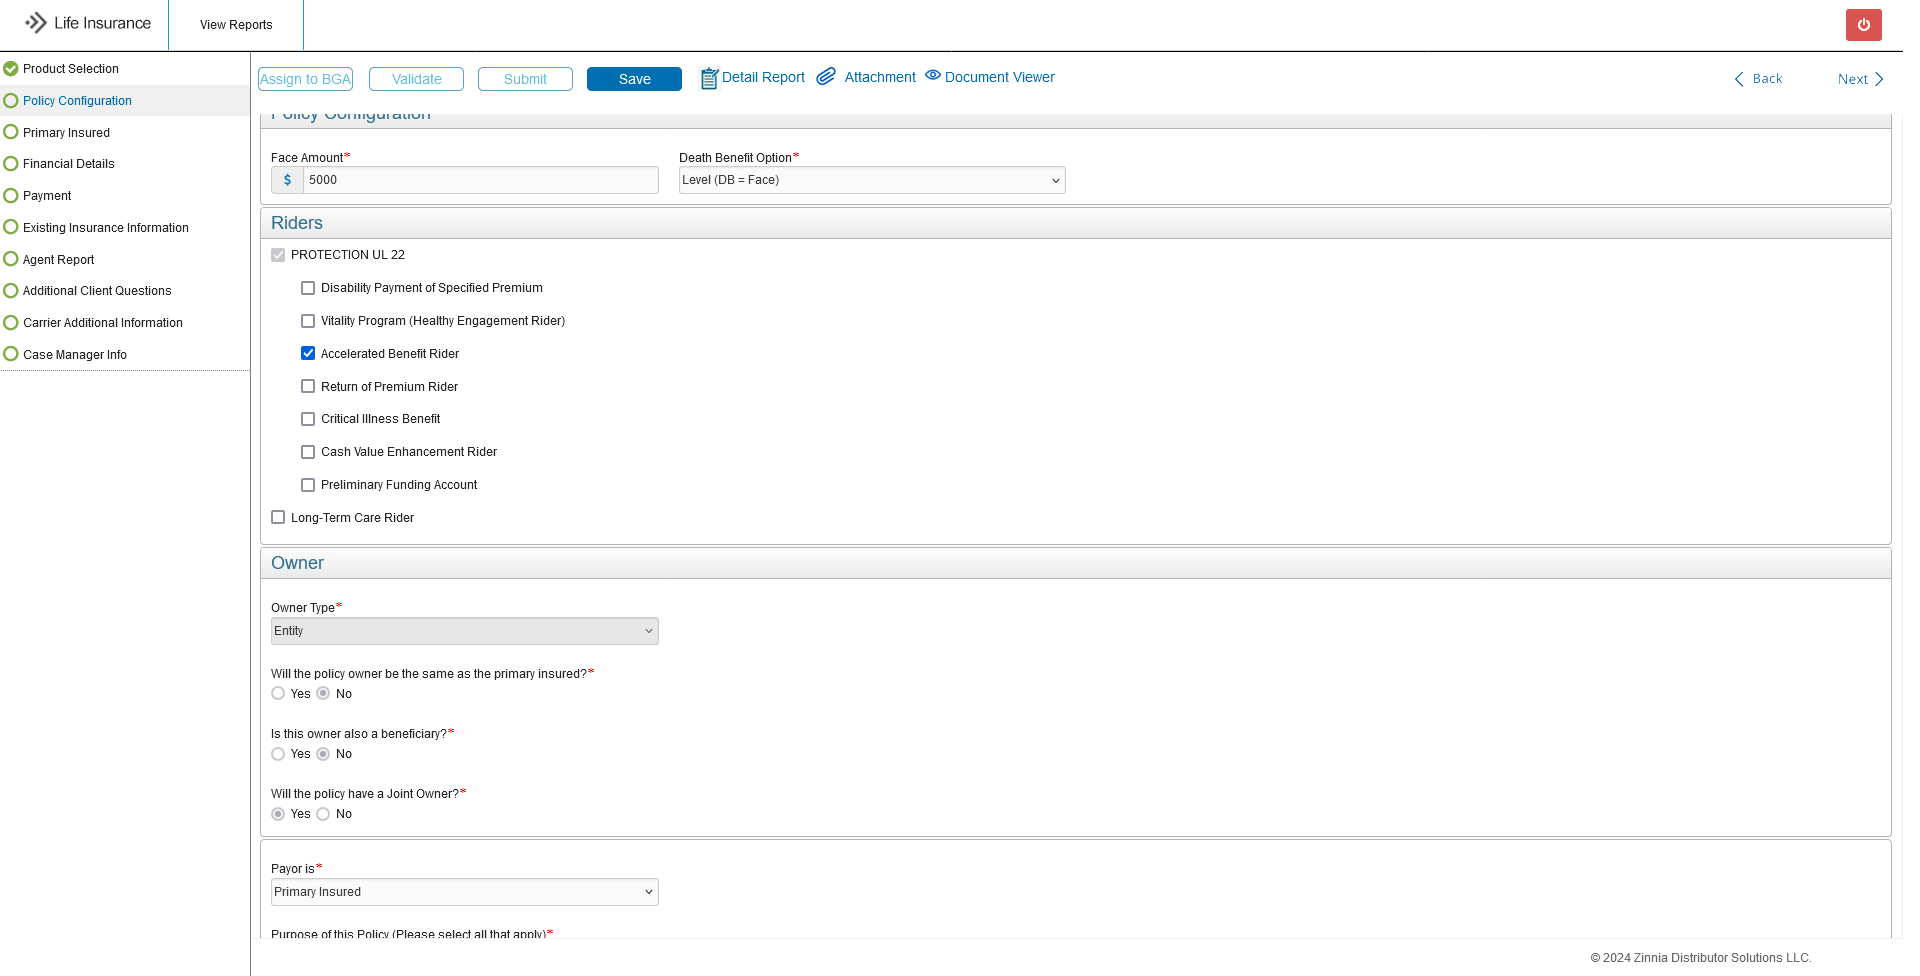 Life Insurance
View Reports
Product Selection
Policy Configuration
Primary Insured
Financial Details
Payment
Existing Insurance Information
Agent Report
Additional Client Questions
Carrier Additional Information
Case Manager Info
Assign to BGA Validate Submit Save Detail Report Attachment Document Viewer Back Next
Policy Configuration
Face Amount* Death Benefit Option*
$ 5000 Level (DB = Face)
Riders
PROTECTION UL 22
Disability Payment of Specified Premium
Vitality Program (Healthy Engagement Rider)
Accelerated Benefit Rider
Return of Premium Rider
Critical Illness Benefit
Cash Value Enhancement Rider
Preliminary Funding Account
Long-Term Care Rider
Owner
Owner Type*
Entity
Will the policy owner be the same as the primary insured?*
Yes No
Is this owner also a beneficiary?*
Yes No
Will the policy have a Joint Owner?*
Yes No
Payor is*
Primary Insured
Purpose of this Policy (Please select all that apply)*
© 2024 Zinnia Distributor Solutions LLC.